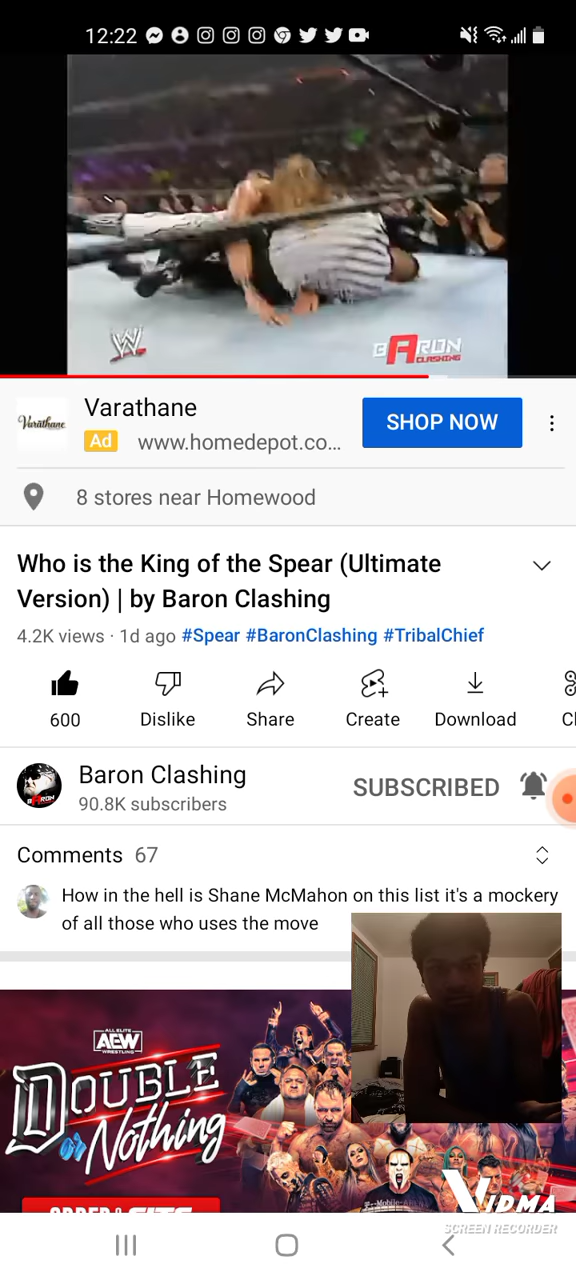 12:22
W
BARON
CLASHING
Varathane
Varathane
SHOP NOW
Ad www.homedepot.co...
8 stores near Homewood
Who is the King of the Spear (Ultimate
Version) | by Baron Clashing
4.2K views · 1d ago #Spear #BaronClashing #TribalChief
600 Dislike Share Create Download Cl
Baron Clashing
90.8K subscribers
SUBSCRIBED
Comments 67
How in the hell is Shane McMahon on this list it's a mockery
of all those who uses the move
ALL ELITE
AEW
WRESTLING
DOUBLE
or Nothing
VIDMA
SCREEN RECORDER